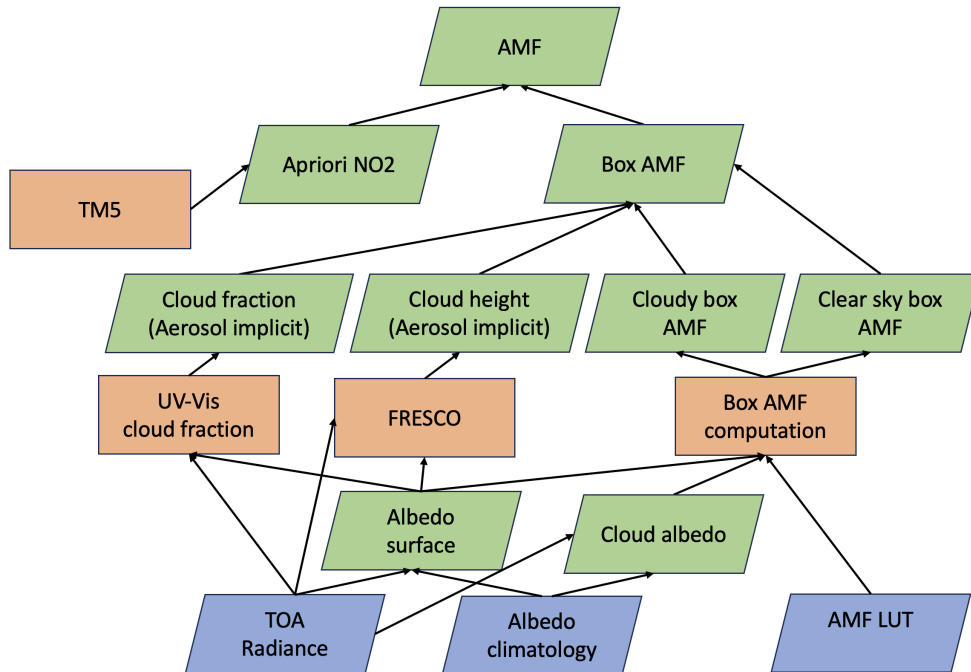 AMF
Apriori NO2
Box AMF
TM5
Cloud fraction
(Aerosol implicit)
Cloud height
(Aerosol implicit)
Cloudy box
AMF
Clear sky box
AMF
UV-Vis
cloud fraction
FRESCO
Box AMF
computation
Albedo
surface
Cloud albedo
TOA
Radiance
Albedo
climatology
AMF LUT